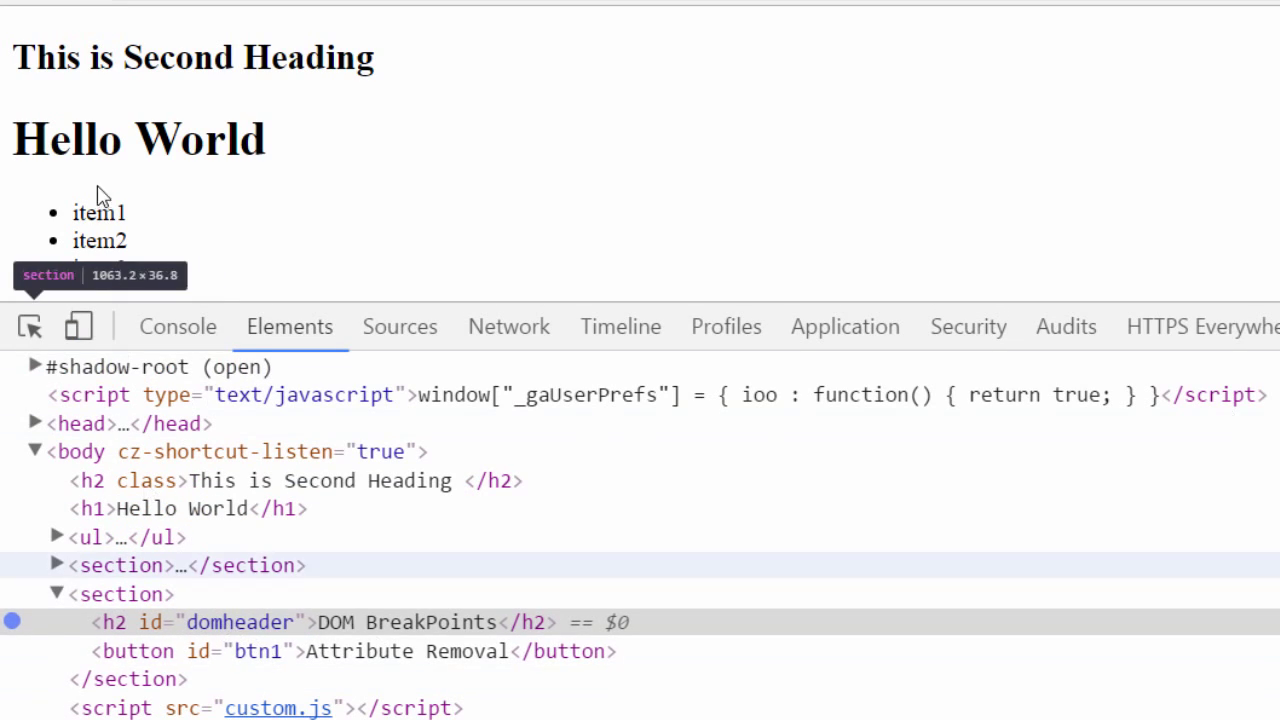 This is Second Heading
Hello World
• item1
• item2
section | 1063.2×36.8
Console Elements Sources Network Timeline Profiles Application Security Audits HTTPS Everywhe
▶#shadow-root (open)
<script type="text/javascript">window["_gaUserPrefs"] = { ioo : function() { return true; } }</script>
▶<head>…</head>
▼<body cz-shortcut-listen="true">
<h2 class>This is Second Heading </h2>
<h1>Hello World</h1>
▶<ul>…</ul>
▶<section>…</section>
▼<section>
<h2 id="domheader">DOM BreakPoints</h2> == $0
<button id="btn1">Attribute Removal</button>
</section>
<script src="custom.js"></script>